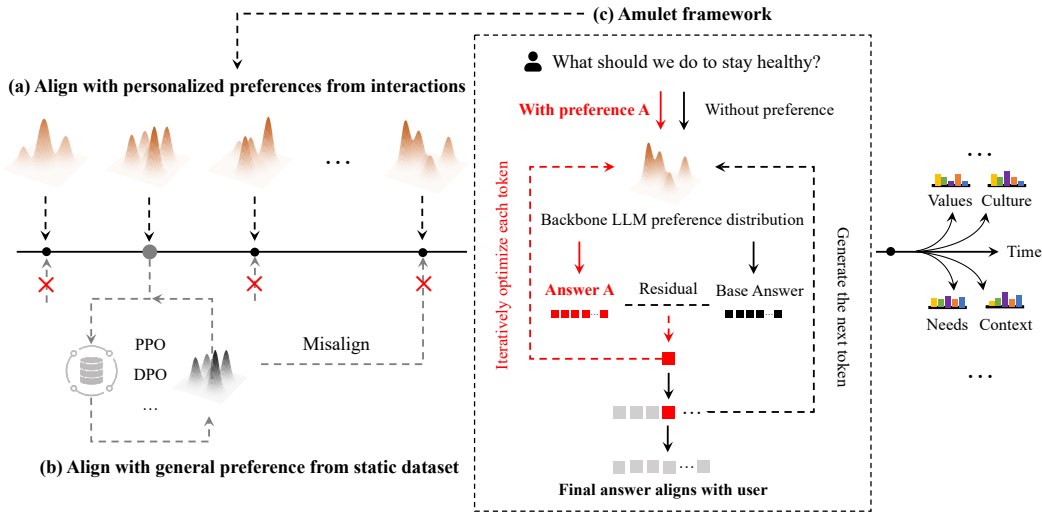 (c) Amulet framework
(a) Align with personalized preferences from interactions
...
Misalign
PPO
DPO
...
(b) Align with general preference from static dataset
What should we do to stay healthy?
With preference A
Without preference
Iteratively optimize each token
Backbone LLM preference distribution
Generate the next token
Answer A
Residual
Base Answer
...
...
...
...
Final answer aligns with user
...
Values
Culture
Time
Needs
Context
...